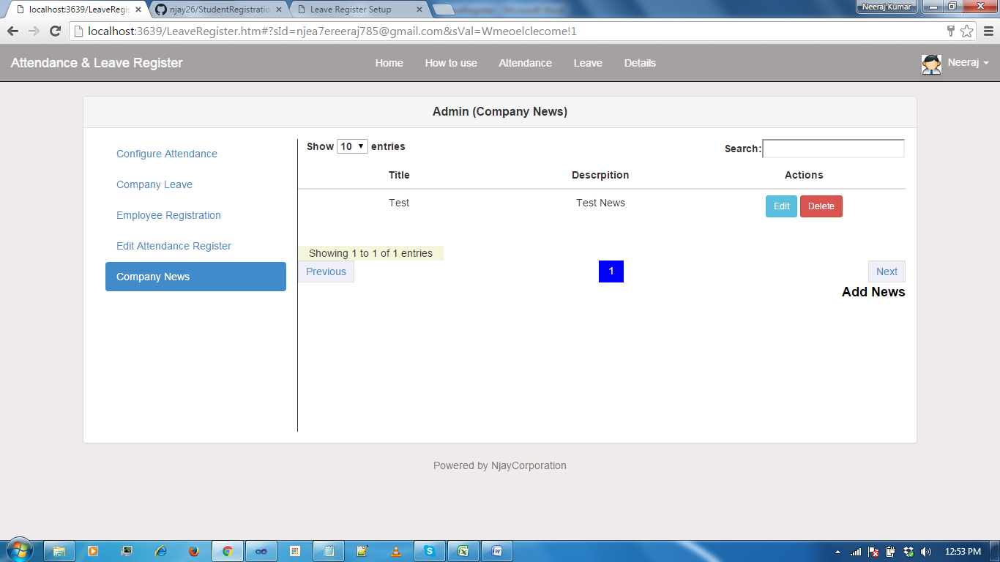 localhost:3639/LeaveRegis
njay26/StudentRegistratio
Leave Register Setup
Neeraj Kumar
localhost:3639/LeaveRegister.htm#?sId=njea7ereeraj785@gmail.com&sVal=Wmeoelclecome!1
Attendance & Leave Register Home How to use Attendance Leave Details Neeraj
Admin (Company News)
Configure Attendance
Company Leave
Employee Registration
Edit Attendance Register
Company News
Show 10 entries Search:
Title Descrpition Actions
Test Test News Edit Delete
Showing 1 to 1 of 1 entries
Previous 1 Next
Add News
Powered by NjayCorporation
12:53 PM